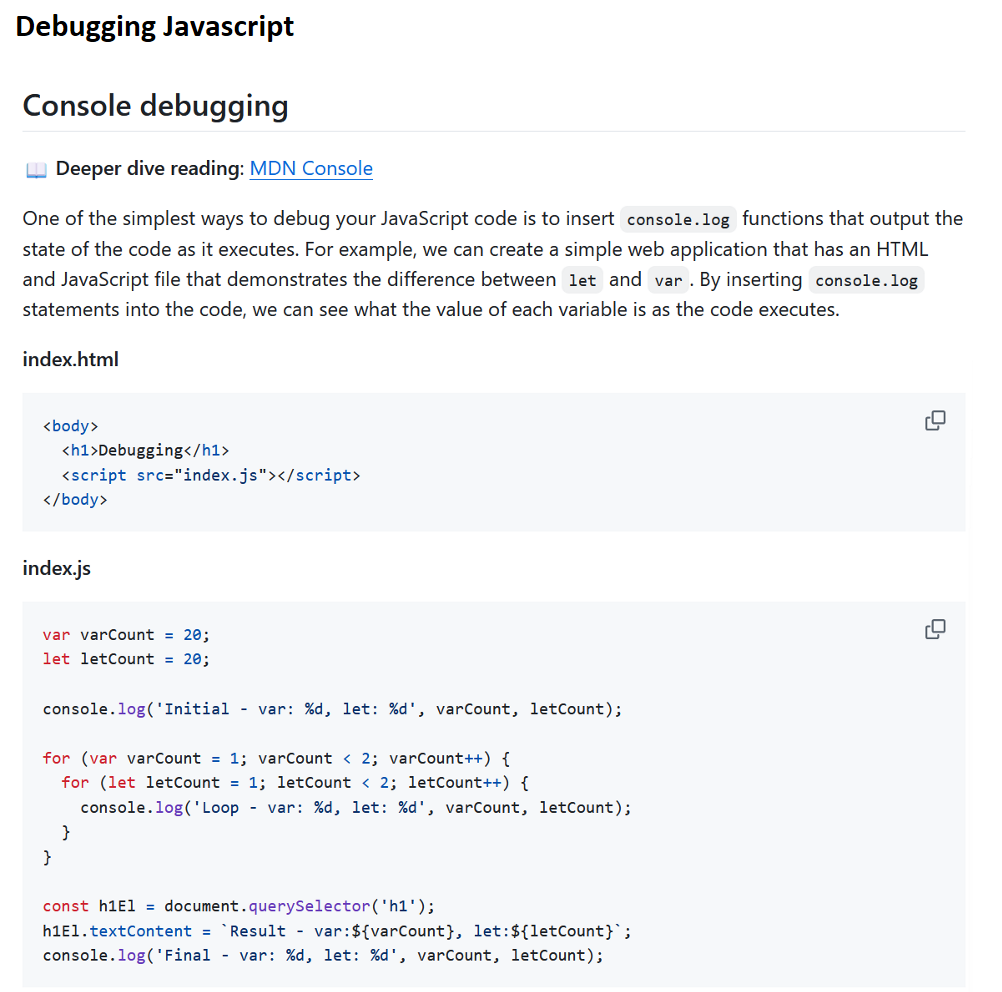 Debugging Javascript
Console debugging
📖 Deeper dive reading: MDN Console
One of the simplest ways to debug your JavaScript code is to insert console.log functions that output the
state of the code as it executes. For example, we can create a simple web application that has an HTML
and JavaScript file that demonstrates the difference between let and var. By inserting console.log
statements into the code, we can see what the value of each variable is as the code executes.
index.html
<body>
  <h1>Debugging</h1>
  <script src="index.js"></script>
</body>
index.js
var varCount = 20;
let letCount = 20;
console.log('Initial - var: %d, let: %d', varCount, letCount);
for (var varCount = 1; varCount < 2; varCount++) {
  for (let letCount = 1; letCount < 2; letCount++) {
    console.log('Loop - var: %d, let: %d', varCount, letCount);
  }
}
const h1El = document.querySelector('h1');
h1El.textContent = `Result - var:${varCount}, let:${letCount}`;
console.log('Final - var: %d, let: %d', varCount, letCount);